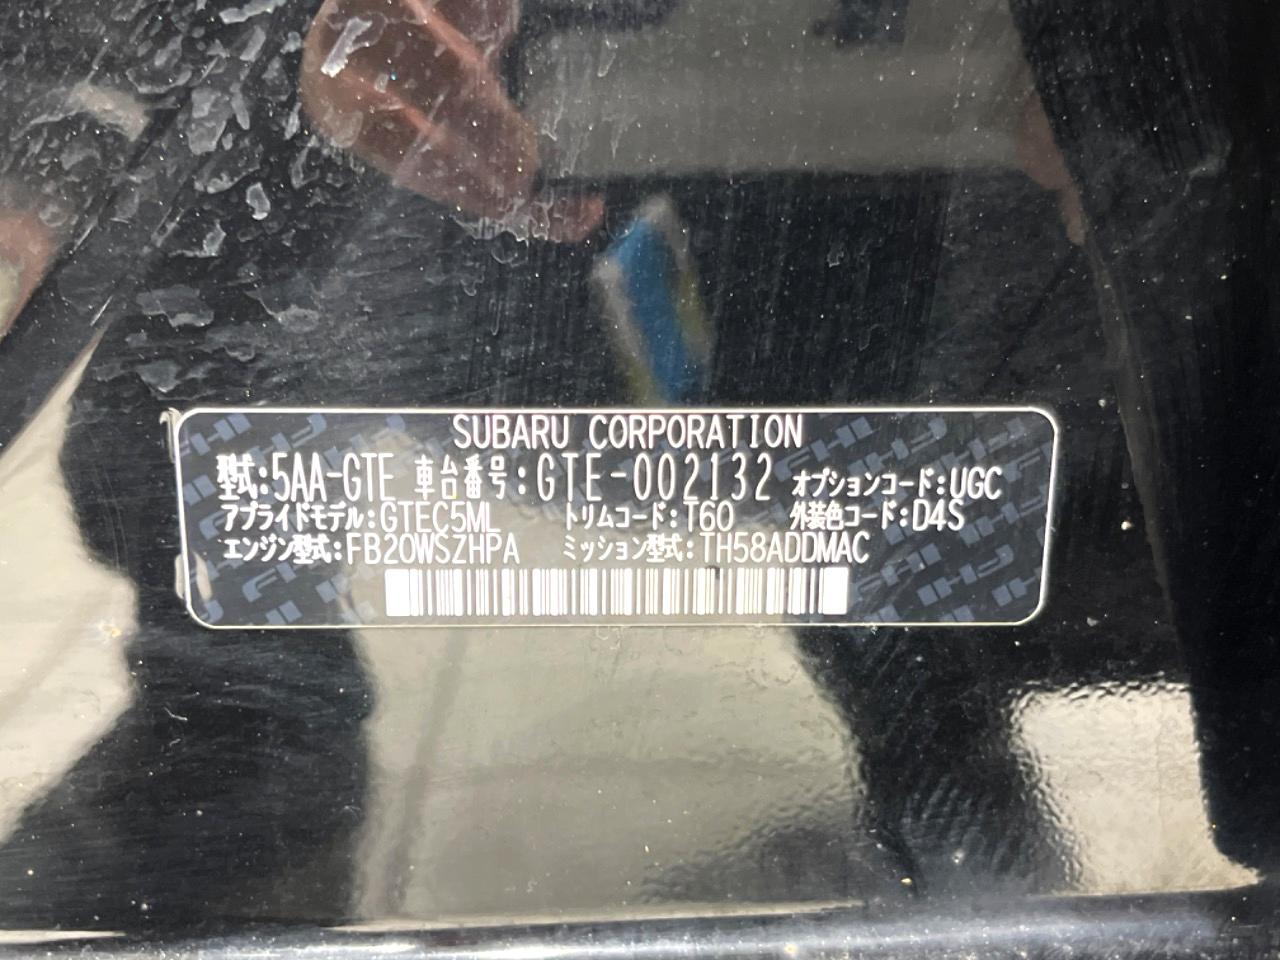 SUBARU CORPORATION
型式:5AA-GTE 車台番号:GTE-002132 オプションコード:UGC
アプライドモデル:GTEC5ML トリムコード:T60 外装色コード:D4S
エンジン型式:FB20WSZHPA ミッション型式:TH58ADDMAC